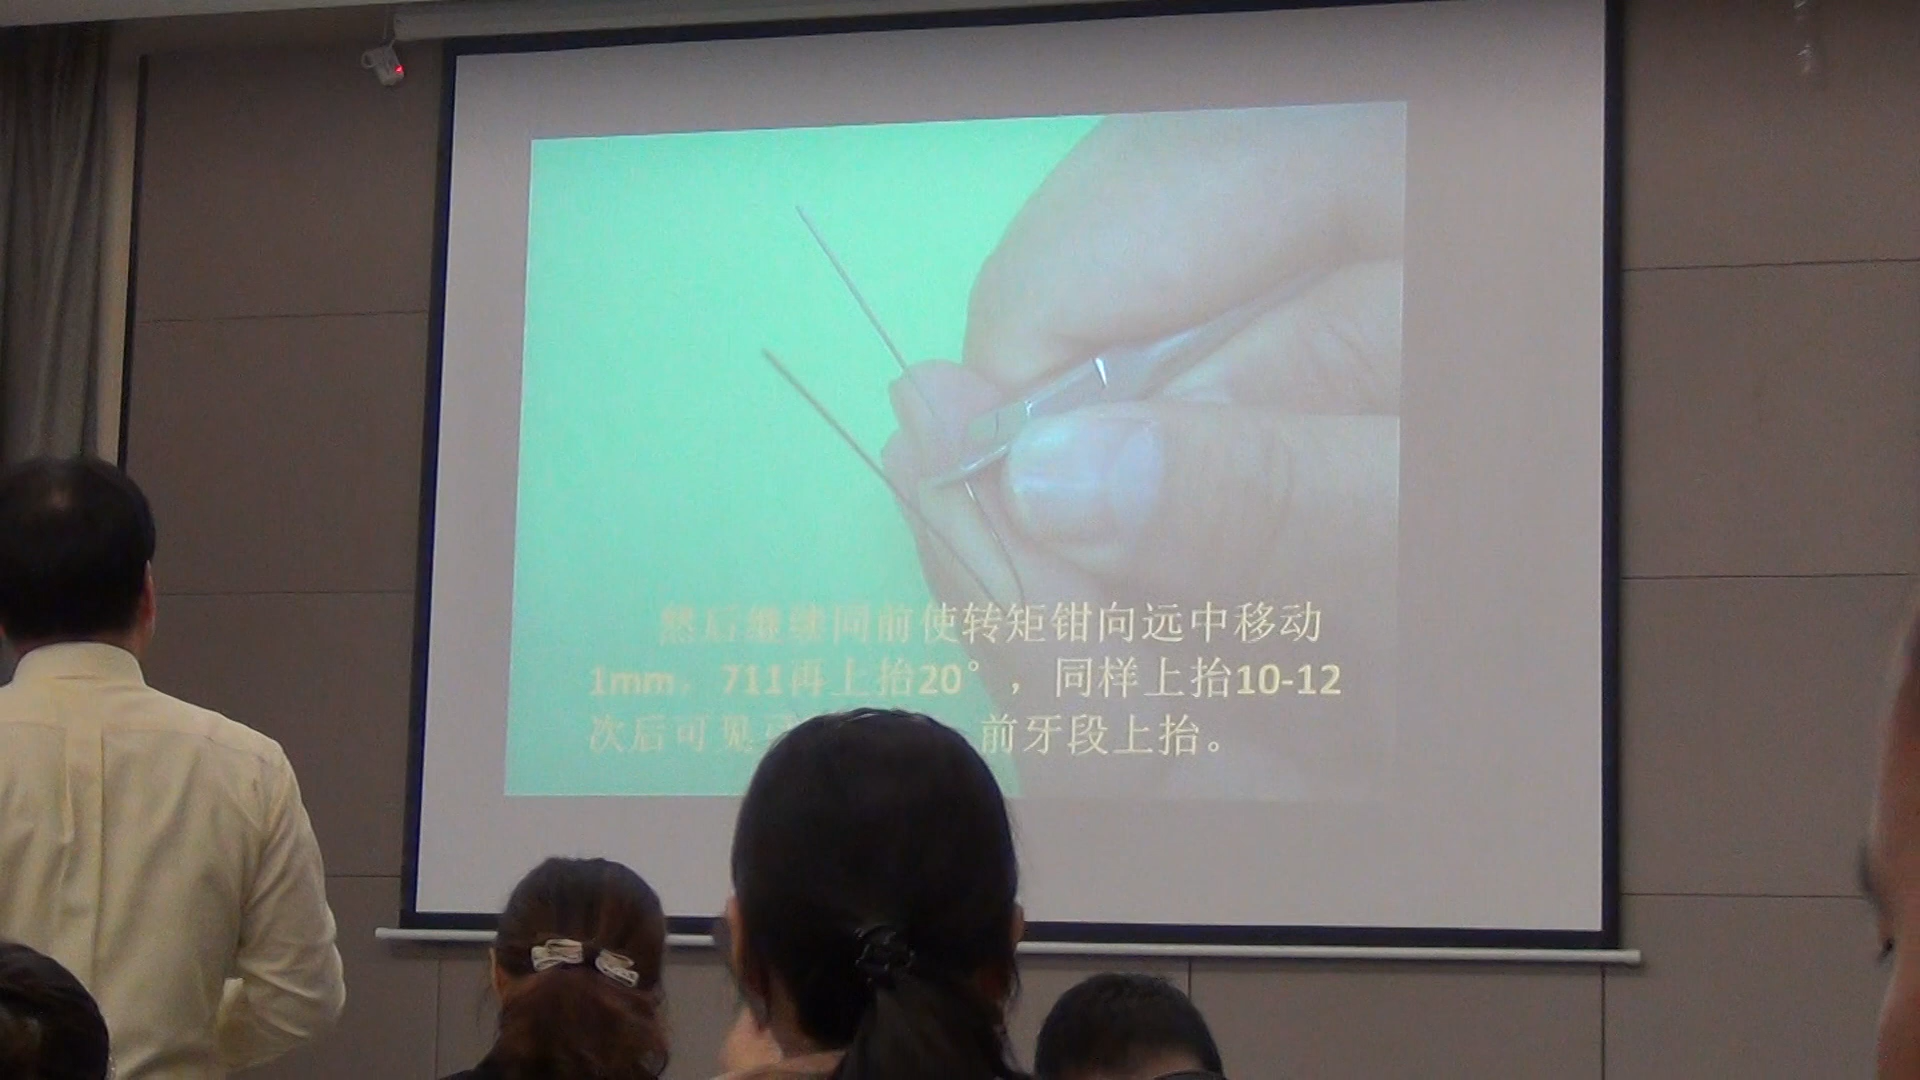 然后继续同前使转矩钳向远中移动
1mm，711再上抬20°，同样上抬10-12
次后可见 前牙段上抬。